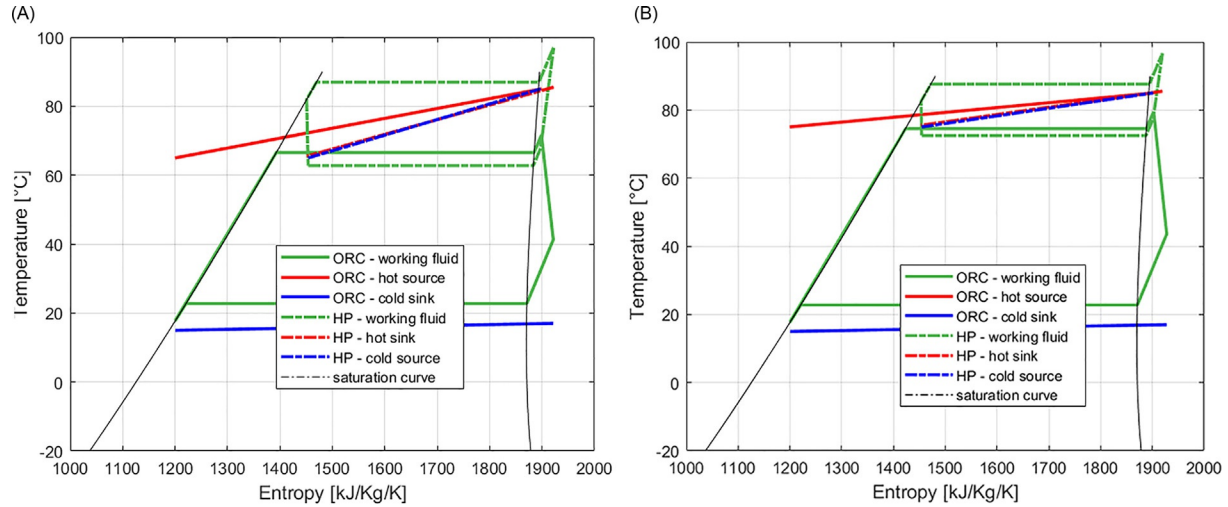 (A)
100
80
60
40
20
0
-20
Temperature [°C]
1000 1100 1200 1300 1400 1500 1600 1700 1800 1900 2000
Entropy [kJ/Kg/K]
ORC - working fluid
ORC - hot source
ORC - cold sink
HP - working fluid
HP - hot sink
HP - cold source
saturation curve
(B)
100
80
60
40
20
0
-20
Temperature [°C]
1000 1100 1200 1300 1400 1500 1600 1700 1800 1900 2000
Entropy [kJ/Kg/K]
ORC - working fluid
ORC - hot source
ORC - cold sink
HP - working fluid
HP - hot sink
HP - cold source
saturation curve